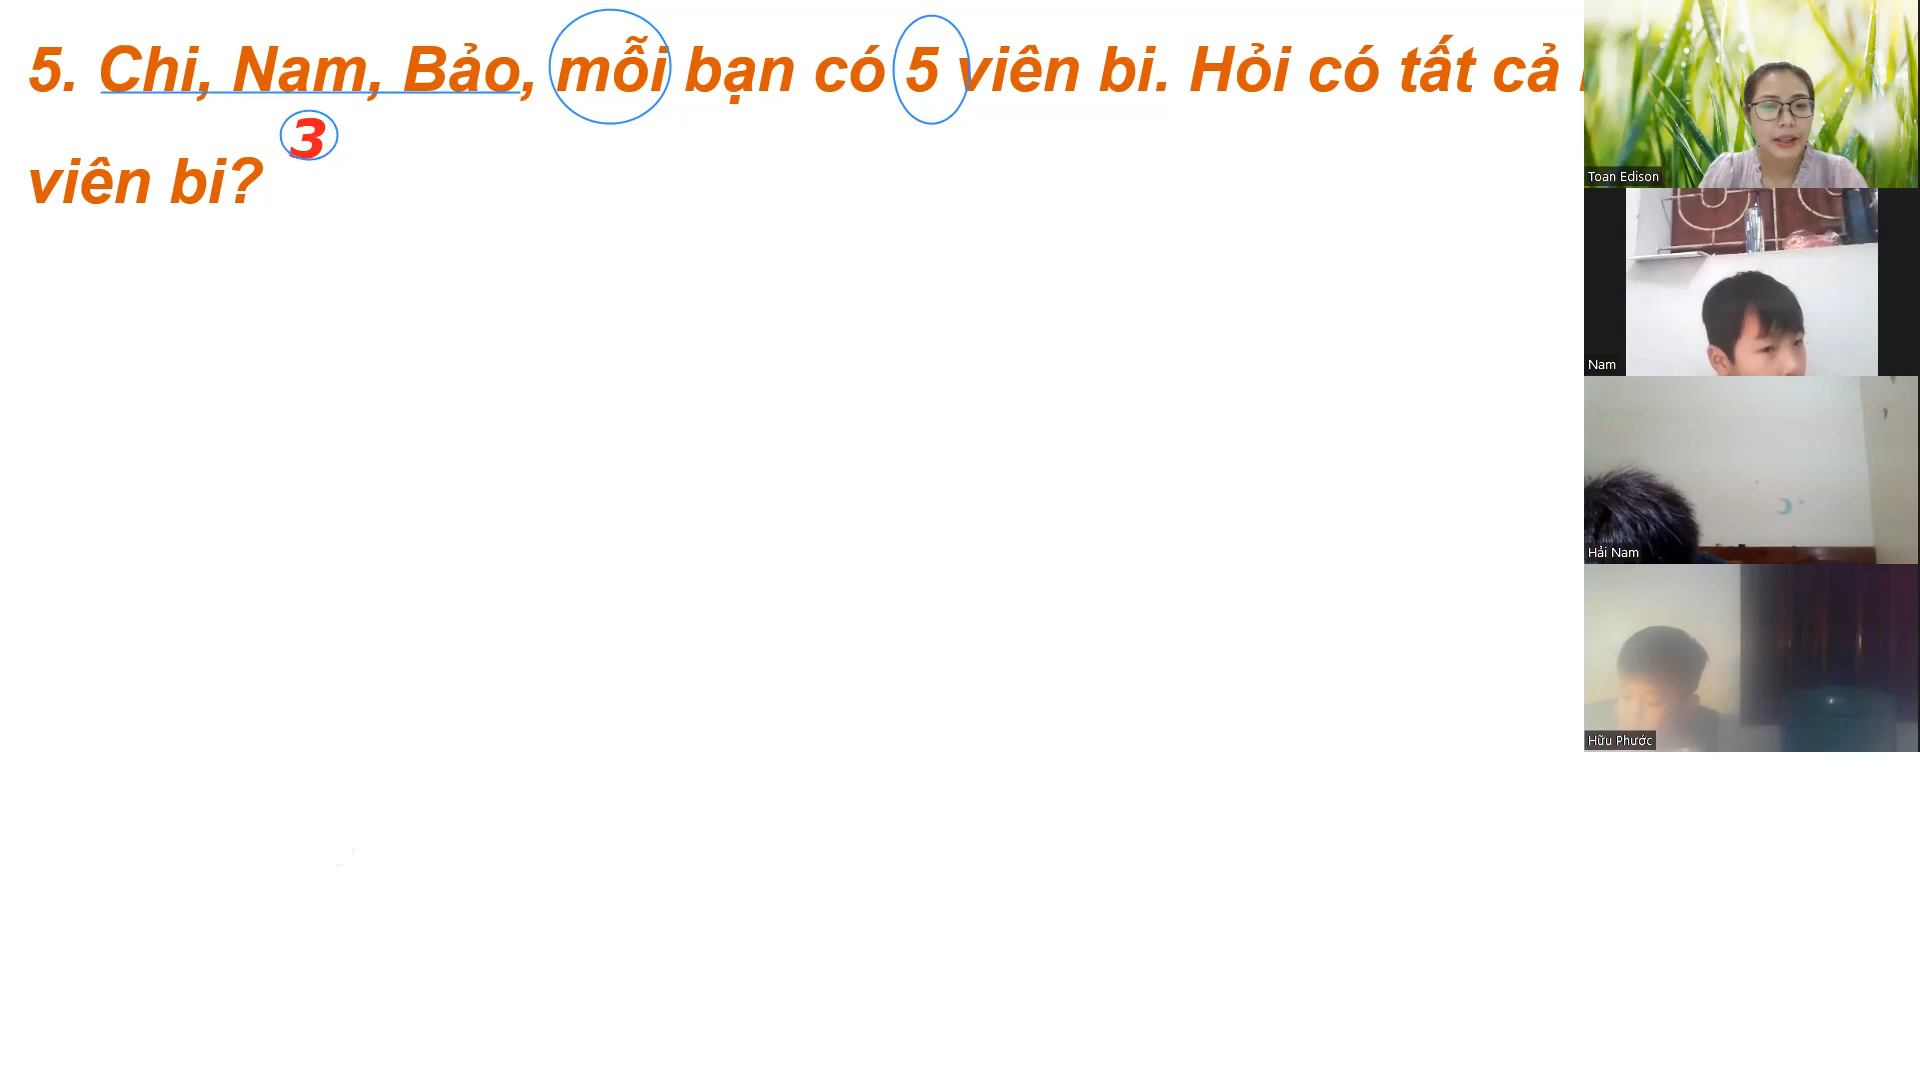 5. Chi, Nam, Bảo, mỗi bạn có 5 viên bi. Hỏi có tất cả
3
viên bi?
Toan Edison
Nam
Hải Nam
Hữu Phước